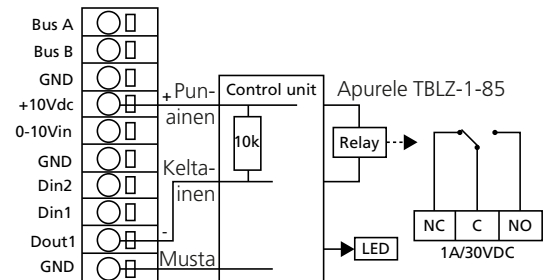 Bus A
Bus B
GND
+10Vdc
0-10Vin
GND
Din2
Din1
Dout1
GND
+ Pun-
ainen
Kelta-
inen
-
Musta
Control unit
10k
Apurele TBLZ-1-85
Relay
LED
NC C NO
1A/30VDC